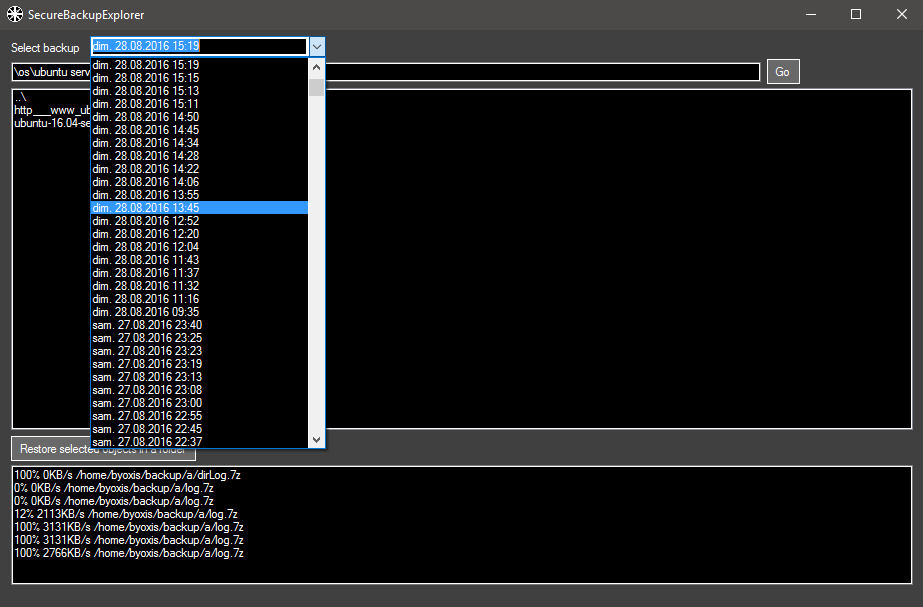 SecureBackupExplorer
Select backup
dim. 28.08.2016 15:19
\os\ubuntu
Go
dim. 28.08.2016 15:19
dim. 28.08.2016 15:15
dim. 28.08.2016 15:13
dim. 28.08.2016 15:11
dim. 28.08.2016 14:50
dim. 28.08.2016 14:45
dim. 28.08.2016 14:34
dim. 28.08.2016 14:28
dim. 28.08.2016 14:22
dim. 28.08.2016 14:06
dim. 28.08.2016 13:55
dim. 28.08.2016 13:45
dim. 28.08.2016 12:52
dim. 28.08.2016 12:20
dim. 28.08.2016 12:04
dim. 28.08.2016 11:43
dim. 28.08.2016 11:37
dim. 28.08.2016 11:32
dim. 28.08.2016 11:16
dim. 28.08.2016 09:35
sam. 27.08.2016 23:40
sam. 27.08.2016 23:25
sam. 27.08.2016 23:23
sam. 27.08.2016 23:19
sam. 27.08.2016 23:13
sam. 27.08.2016 23:08
sam. 27.08.2016 23:00
sam. 27.08.2016 22:55
sam. 27.08.2016 22:45
sam. 27.08.2016 22:37
..\
http___www_ub
ubuntu-16.04-se
Restore selected objects in a folder
100% 0KB/s /home/byoxis/backup/a/dirLog.7z
0% 0KB/s /home/byoxis/backup/a/log.7z
0% 0KB/s /home/byoxis/backup/a/log.7z
12% 2113KB/s /home/byoxis/backup/a/log.7z
100% 3131KB/s /home/byoxis/backup/a/log.7z
100% 3131KB/s /home/byoxis/backup/a/log.7z
100% 2766KB/s /home/byoxis/backup/a/log.7z